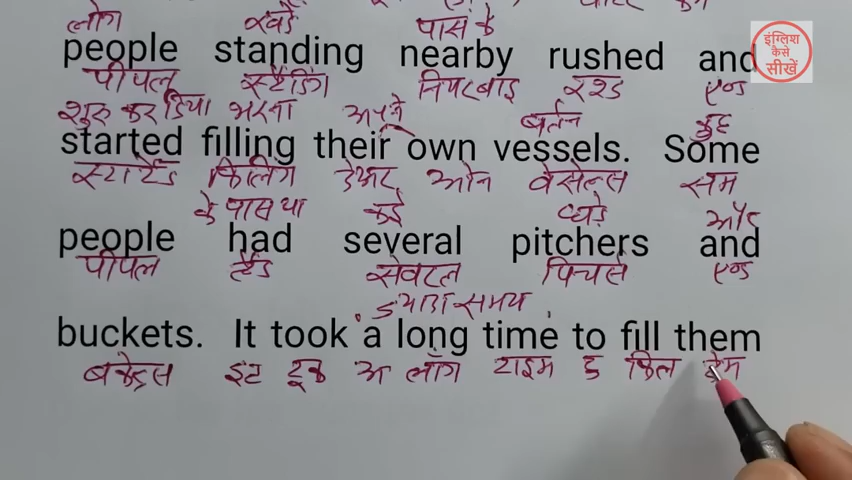 लोग खड़े पास के
people standing nearby rushed and
पीपल स्टैंडिंग नियरबाइ रश्ड एण्ड
शुरू कर दिया भरना अपने बर्तन कुछ
started filling their own vessels. Some
स्टार्टेड फिलिंग देअर ओन वेसेल्स सम
के पास था कई घड़े और
people had several pitchers and
पीपल हैड सेवरल पिचर्स एण्ड
ज्यादा समय
buckets. It took a long time to fill them
बकेट्स इट टूक अ लॉंग टाइम टु फिल देम
इंग्लिश
कैसे
सीखें